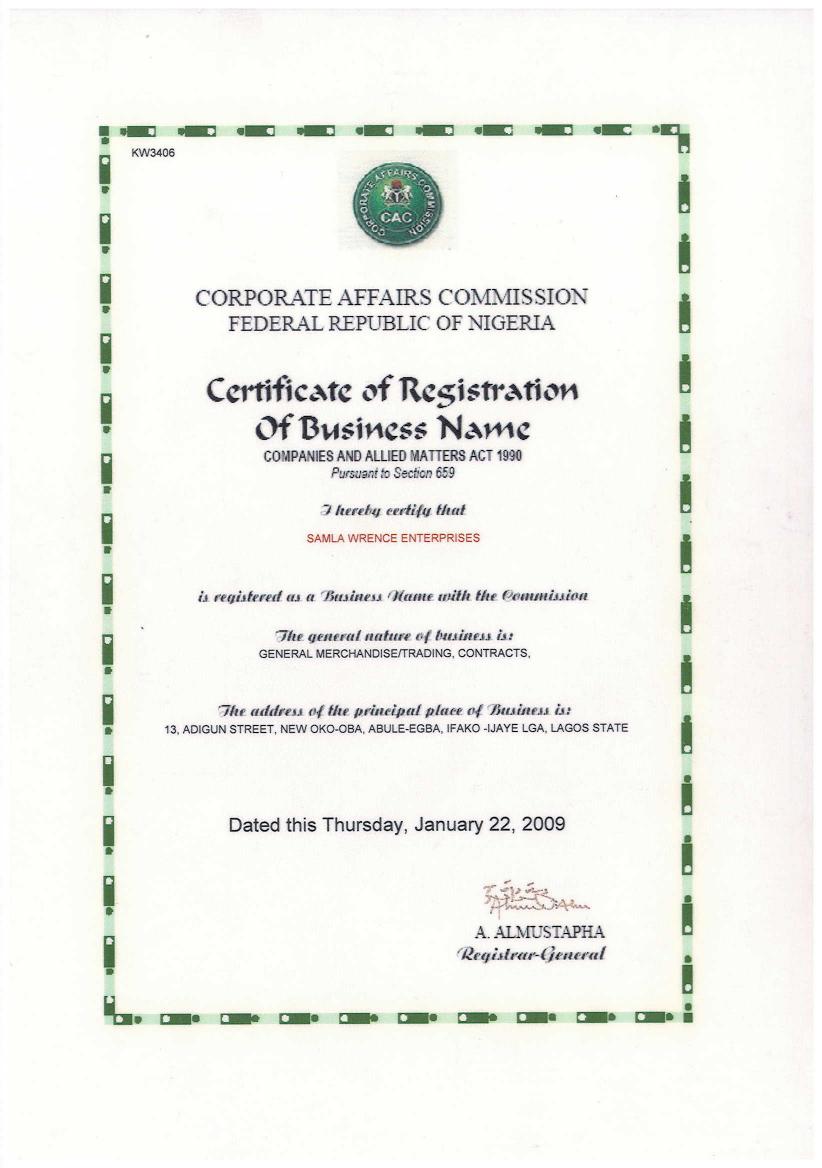 KW3406
CORPORATE AFFAIRS COMMISSION
CAC
CORPORATE AFFAIRS COMMISSION
FEDERAL REPUBLIC OF NIGERIA
Certificate of Registration
Of Business Name
COMPANIES AND ALLIED MATTERS ACT 1990
Pursuant to Section 659
I hereby certify that
SAMLA WRENCE ENTERPRISES
is registered as a Business Name with the Commission
The general nature of business is:
GENERAL MERCHANDISE/TRADING, CONTRACTS,
The address of the principal place of Business is:
13, ADIGUN STREET, NEW OKO-OBA, ABULE-EGBA, IFAKO -IJAYE LGA, LAGOS STATE
Dated this Thursday, January 22, 2009
A. ALMUSTAPHA
Registrar-General